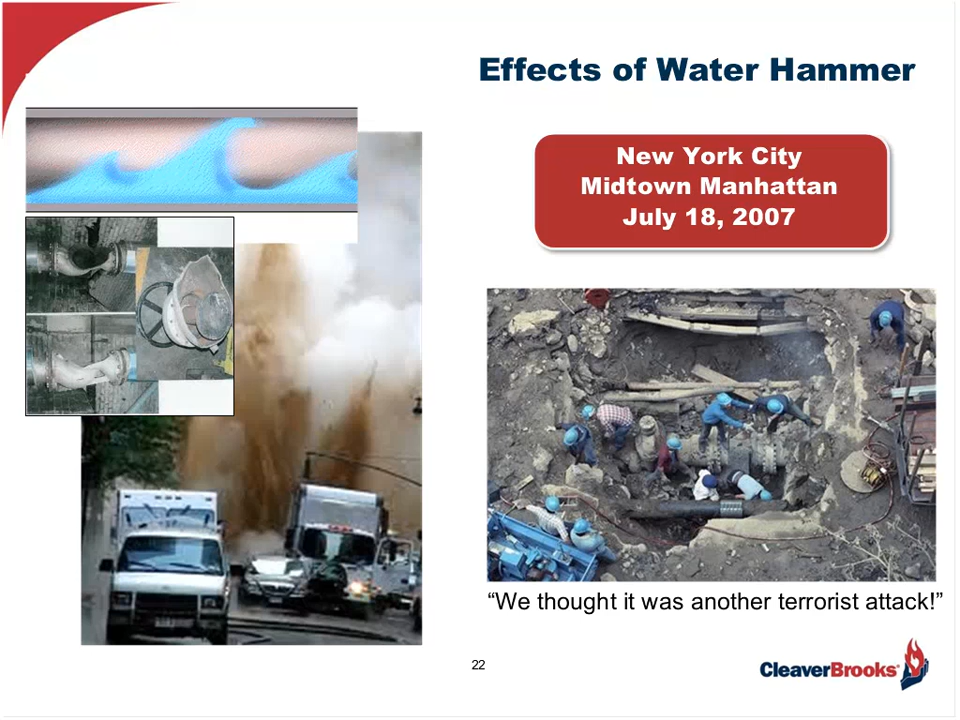 Effects of Water Hammer
New York City
Midtown Manhattan
July 18, 2007
“We thought it was another terrorist attack!”
22
CleaverBrooks